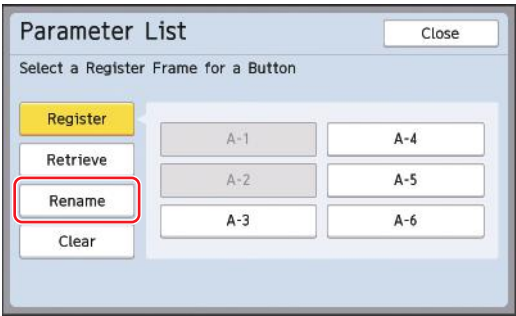 Parameter List
Close
Select a Register Frame for a Button
Register
Retrieve
Rename
Clear
A-1
A-4
A-2
A-5
A-3
A-6